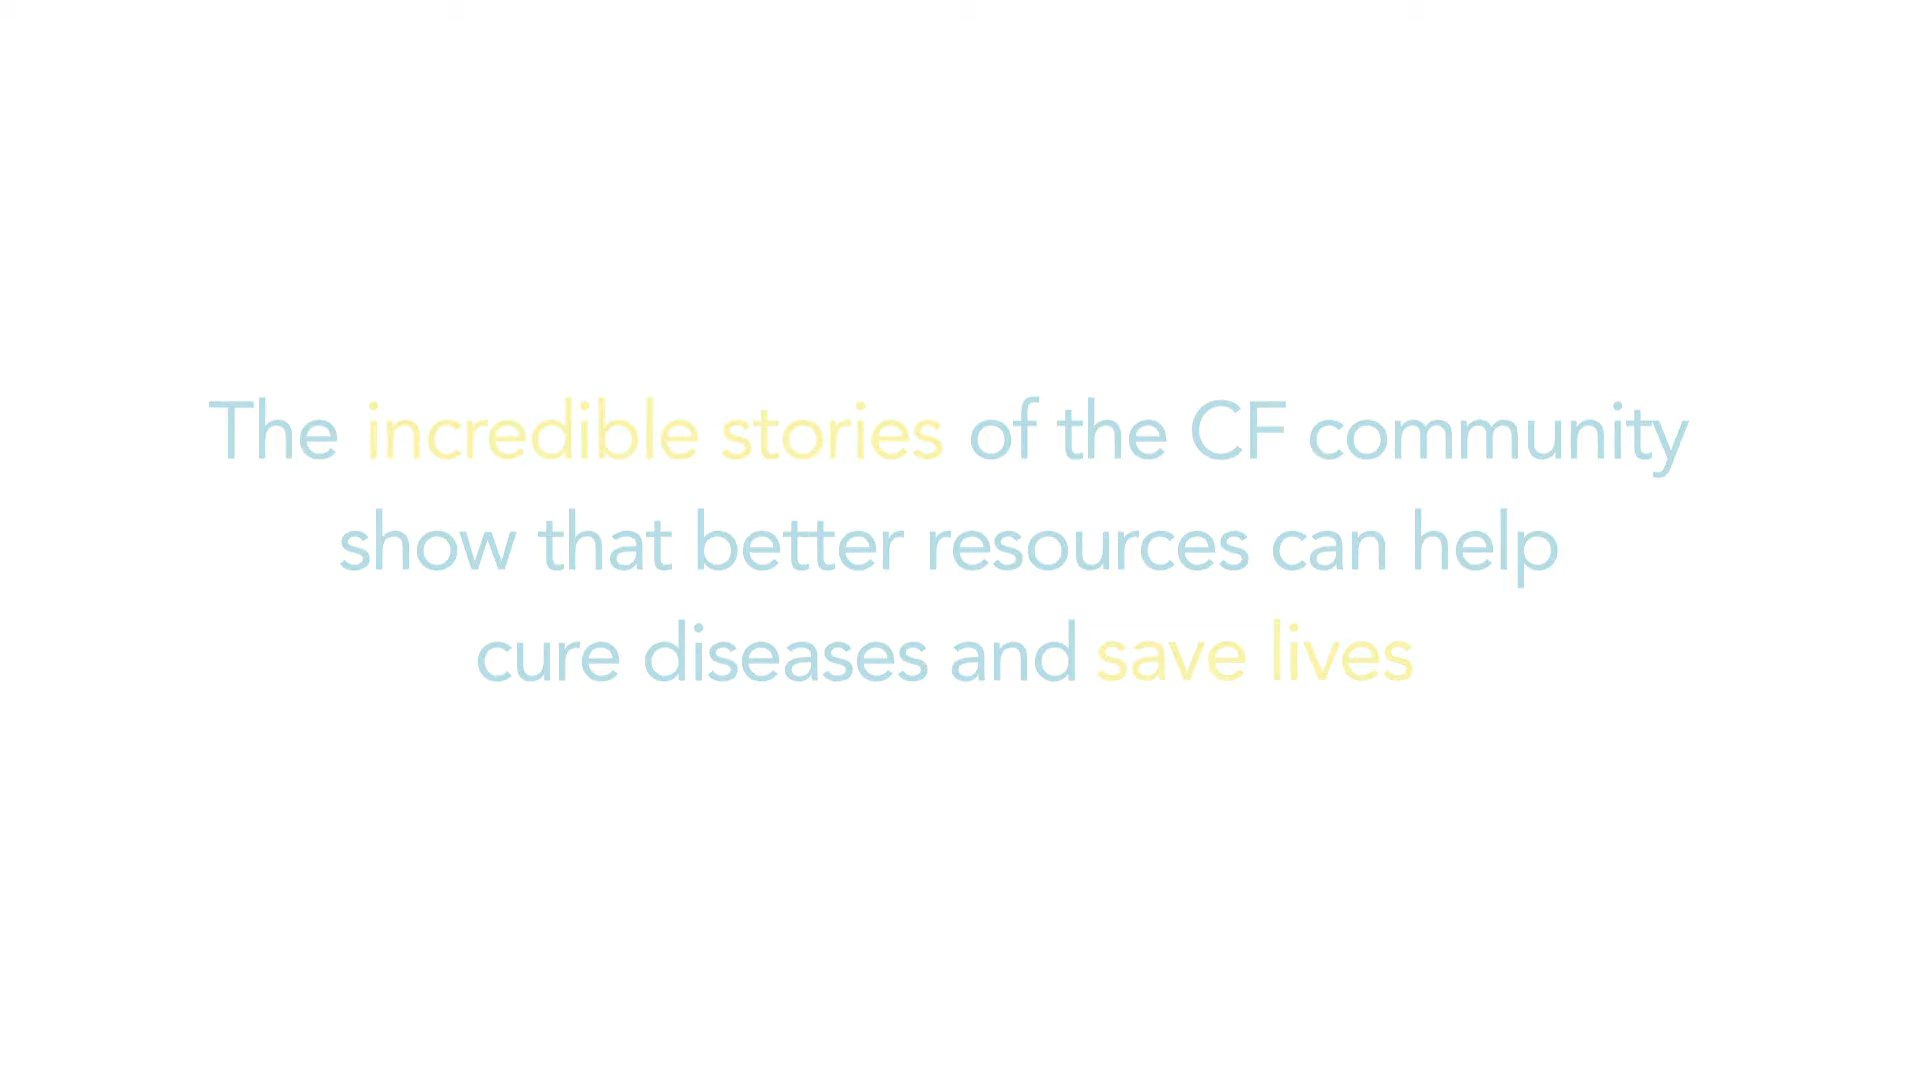 The incredible stories of the CF community
show that better resources can help
cure diseases and save lives